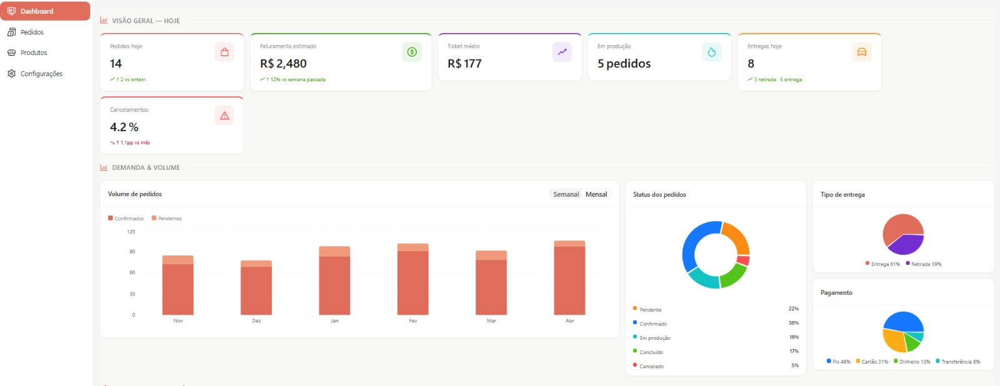 Dashboard
Pedidos
Produtos
Configurações
VISÃO GERAL — HOJE
Pedidos hoje
14
↑ 2 vs ontem
Faturamento estimado
R$ 2,480
↑ 12% vs semana passada
Ticket médio
R$ 177
Em produção
5 pedidos
Entregas hoje
8
3 retirada · 5 entrega
Cancelamentos
4.2 %
↑ 1,1pp vs mês
DEMANDA & VOLUME
Volume de pedidos
Semanal Mensal
Confirmados Pendentes
120
90
60
30
0
Nov Dez Jan Fev Mar Abr
Status dos pedidos
Pendente 22%
Confirmado 38%
Em produção 18%
Concluído 17%
Cancelado 5%
Tipo de entrega
Entrega 61% Retirada 39%
Pagamento
Pix 48% Cartão 31% Dinheiro 13% Transferência 8%